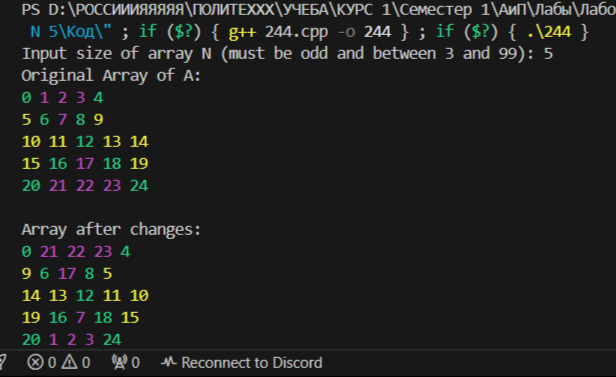 PS D:\РОССИИИЯЯЯЯЯ\ПОЛИТЕХХХ\УЧЕБА\КУРС 1\Семестр 1\АиП\Лабы\Лабо
N 5\Код\" ; if ($?) { g++ 244.cpp -o 244 } ; if ($?) { .\244 }
Input size of array N (must be odd and between 3 and 99): 5
Original Array of A:
0 1 2 3 4
5 6 7 8 9
10 11 12 13 14
15 16 17 18 19
20 21 22 23 24
Array after changes:
0 21 22 23 4
9 6 17 8 5
14 13 12 11 10
19 16 7 18 15
20 1 2 3 24
0 0 0 Reconnect to Discord